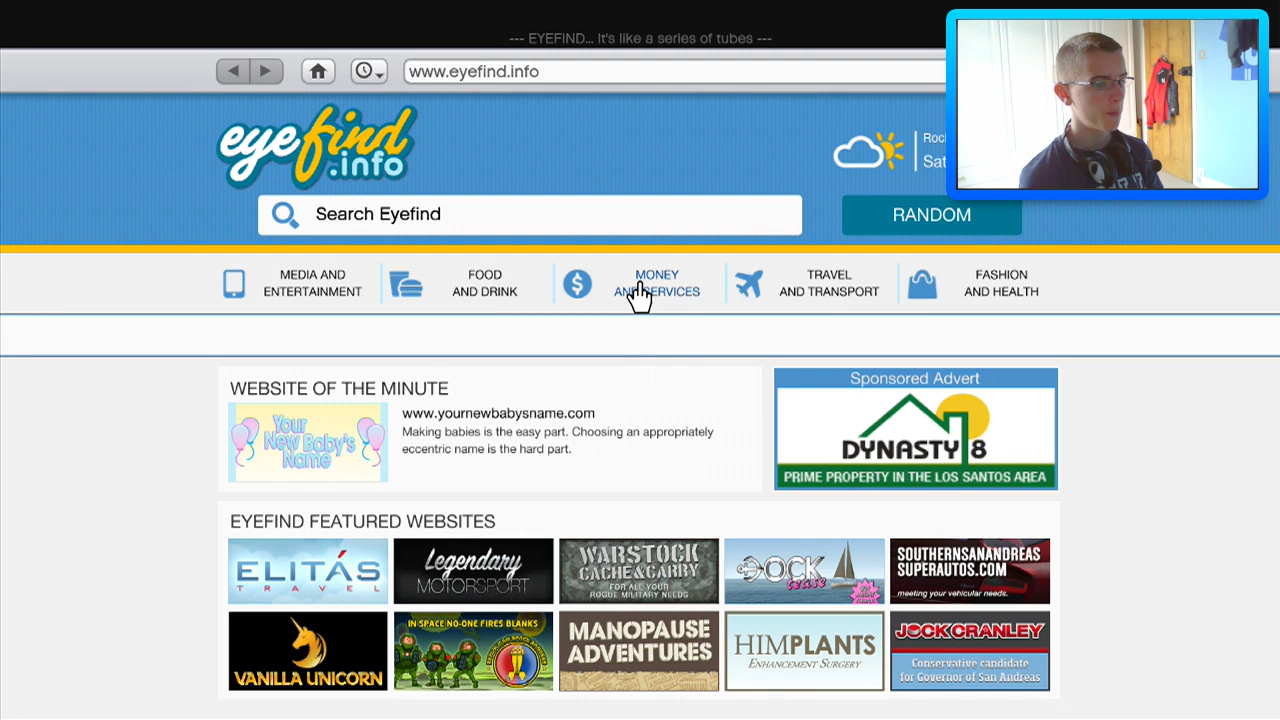 --- EYEFIND... It's like a series of tubes ---
www.eyefind.info
eyefind
.info
Search Eyefind
RANDOM
MEDIA AND
ENTERTAINMENT
FOOD
AND DRINK
MONEY
AND SERVICES
TRAVEL
AND TRANSPORT
FASHION
AND HEALTH
WEBSITE OF THE MINUTE
Your
New Baby's
Name
www.yournewbabysname.com
Making babies is the easy part. Choosing an appropriately
eccentric name is the hard part.
Sponsored Advert
DYNASTY 8
PRIME PROPERTY IN THE LOS SANTOS AREA
EYEFIND FEATURED WEBSITES
ELITÁS
TRAVEL
Legendary
MOTORSPORT
WARSTOCK
CACHE & CARRY
FOR ALL YOUR
ROGUE MILITARY NEEDS
DOCK
tease
SOUTHERNSANANDREAS
SUPERAUTOS.COM
meeting your vehicular needs.
VANILLA UNICORN
IN SPACE NO-ONE FIRES BLANKS
MANOPAUSE
ADVENTURES
HIMPLANTS
ENHANCEMENT SURGERY
JOCK CRANLEY
Conservative candidate
for Governor of San Andreas